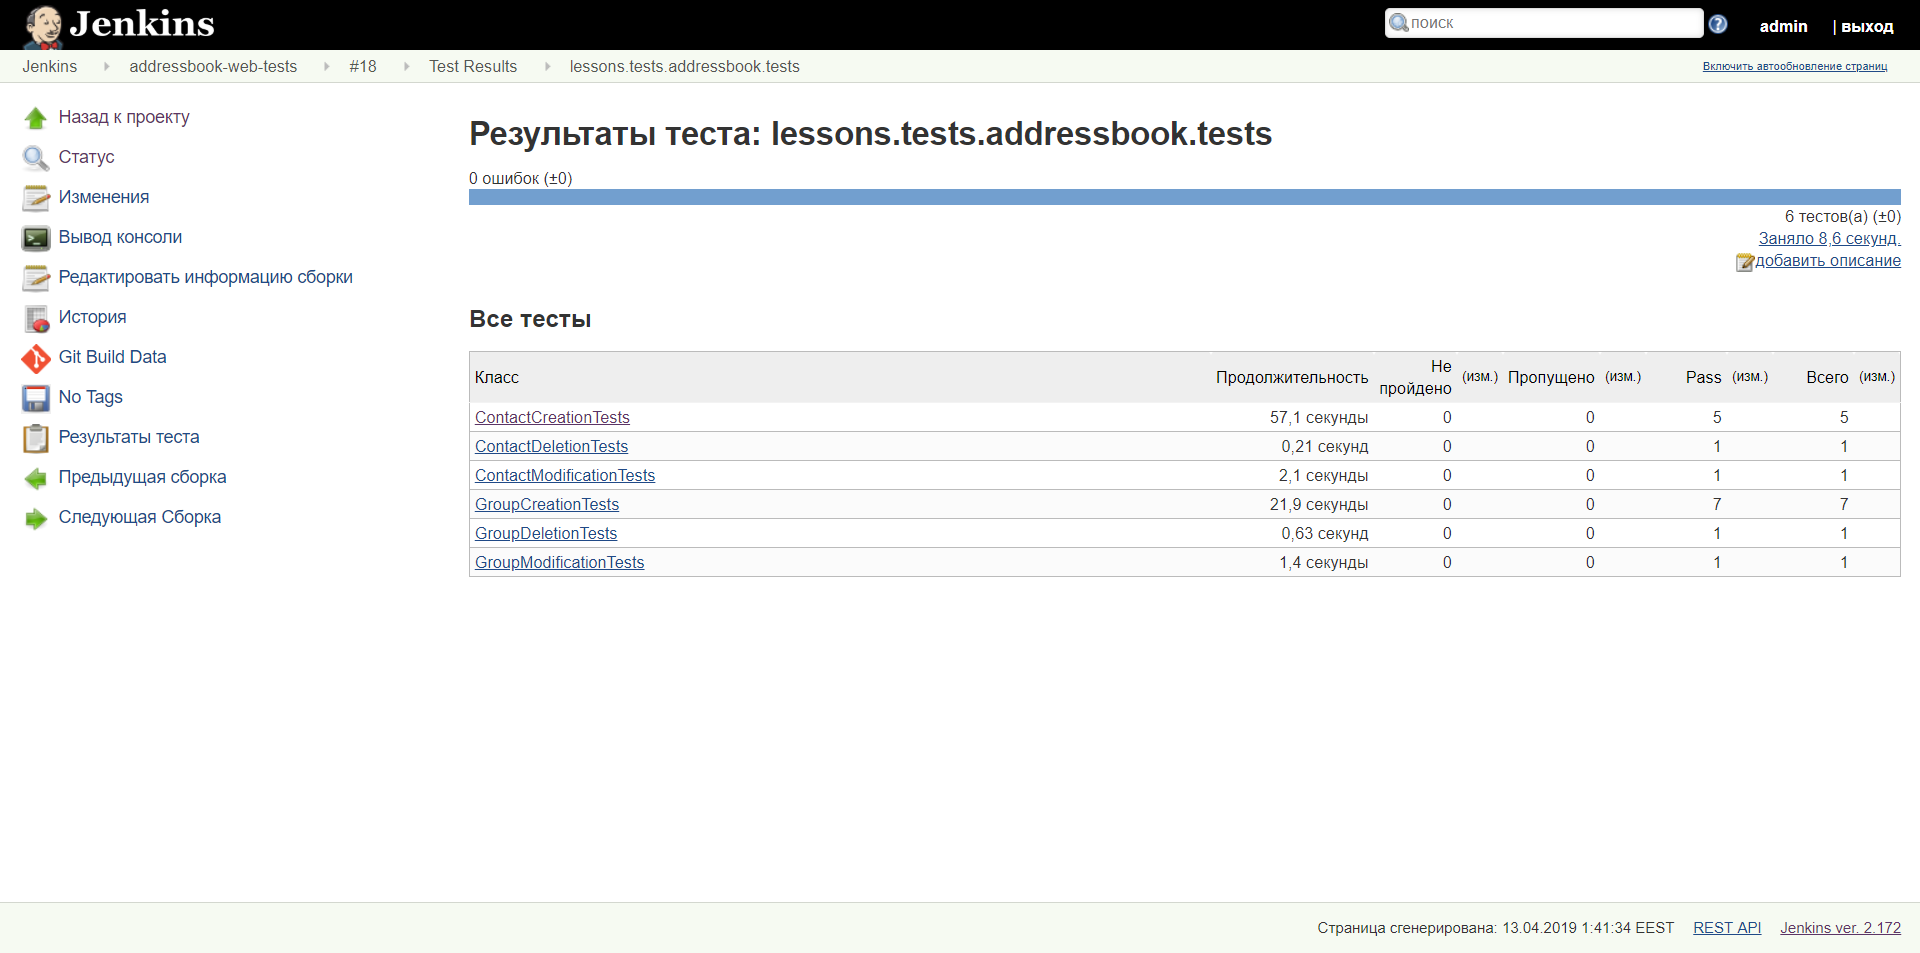 Jenkins
поиск
admin
| выход
Jenkins
addressbook-web-tests
#18
Test Results
lessons.tests.addressbook.tests
Включить автообновление страниц
Назад к проекту
Статус
Изменения
Вывод консоли
Редактировать информацию сборки
История
Git Build Data
No Tags
Результаты теста
Предыдущая сборка
Следующая Сборка
Результаты теста: lessons.tests.addressbook.tests
0 ошибок (±0)
6 тестов(а) (±0)
Заняло 8,6 секунд.
добавить описание
Все тесты
Класс Продолжительность Не пройдено (изм.) Пропущено (изм.) Pass (изм.) Всего (изм.)
ContactCreationTests 57,1 секунды 0 0 5 5
ContactDeletionTests 0,21 секунд 0 0 1 1
ContactModificationTests 2,1 секунды 0 0 1 1
GroupCreationTests 21,9 секунды 0 0 7 7
GroupDeletionTests 0,63 секунд 0 0 1 1
GroupModificationTests 1,4 секунды 0 0 1 1
Страница сгенерирована: 13.04.2019 1:41:34 EEST REST API Jenkins ver. 2.172